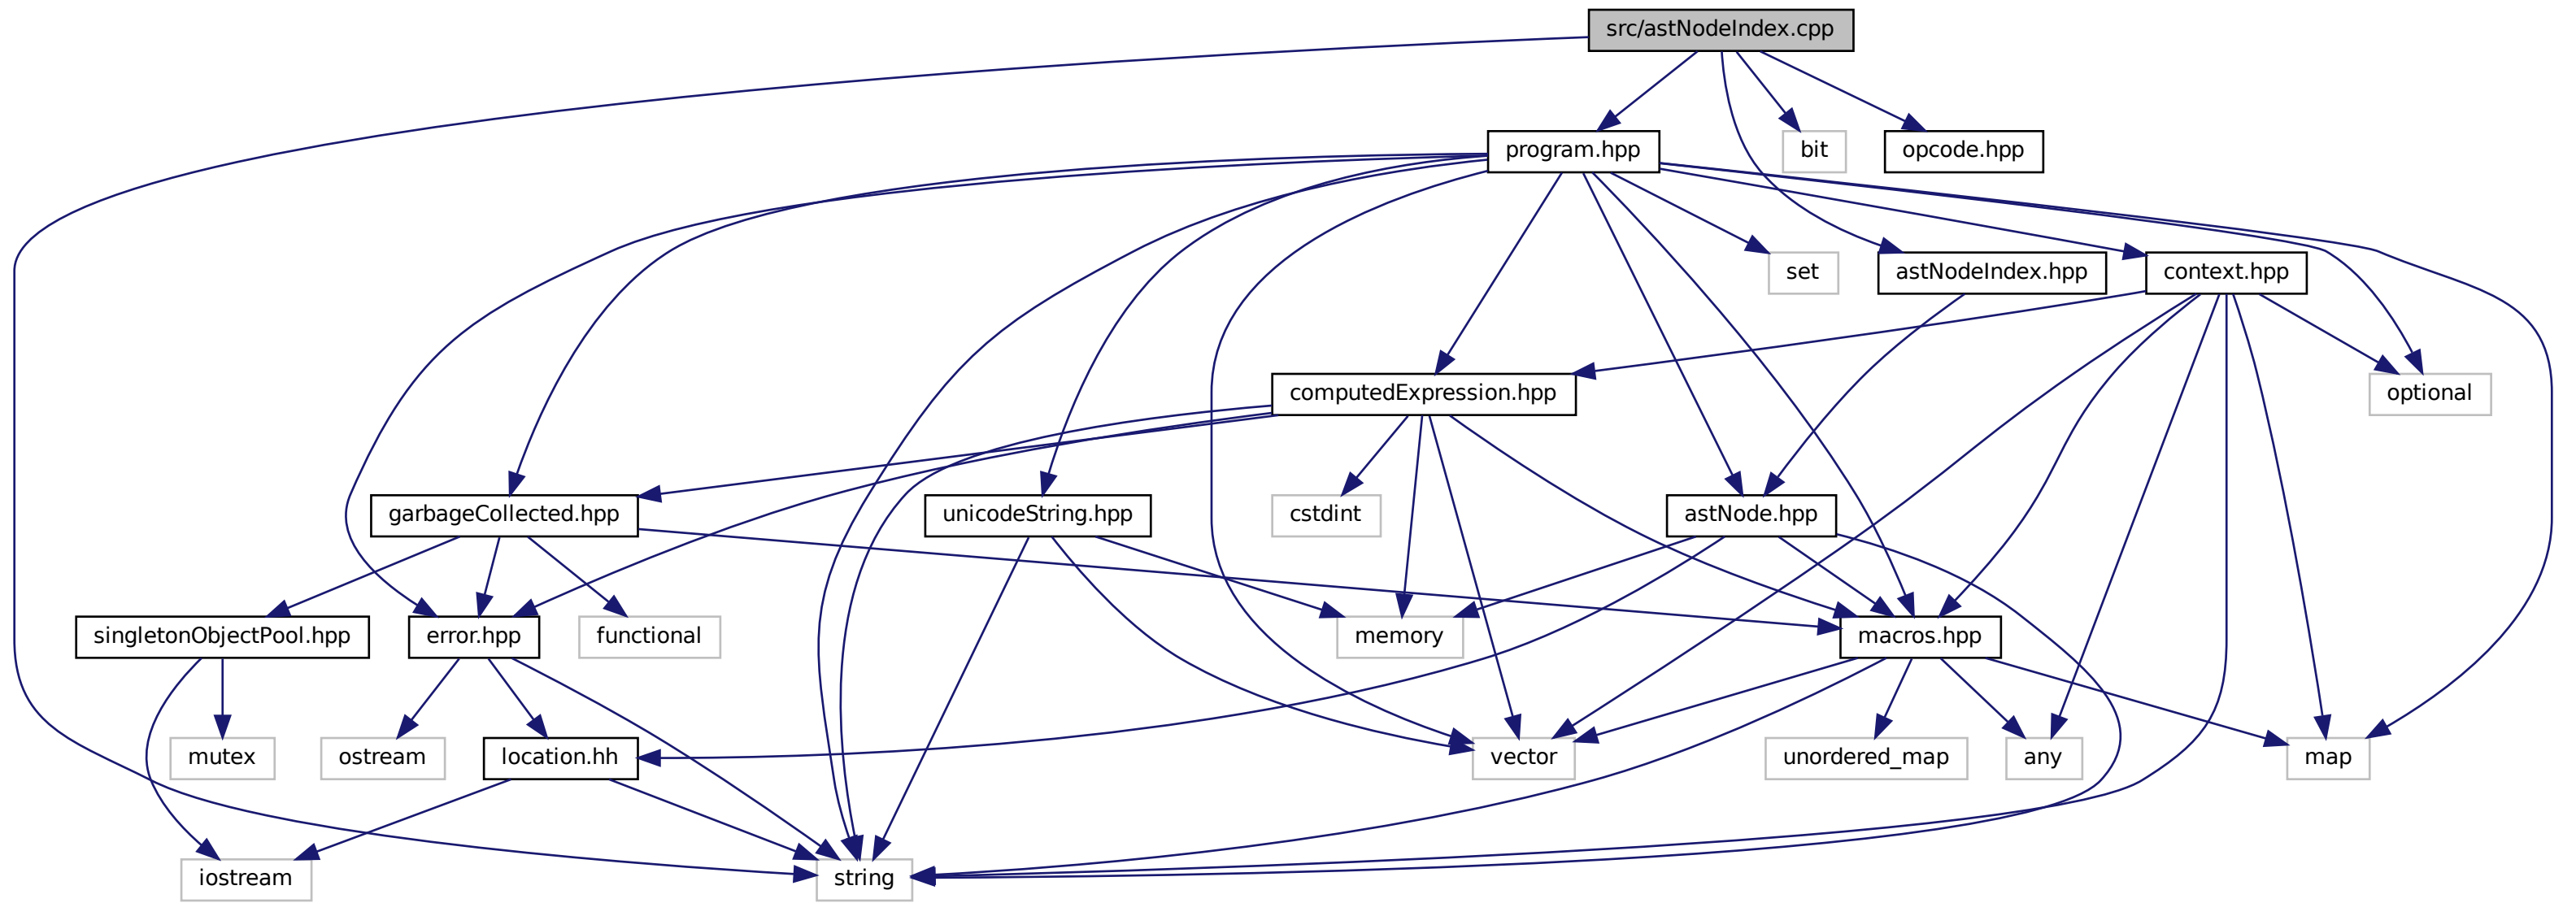 src/astNodeIndex.cpp
program.hpp
bit
opcode.hpp
set
astNodeIndex.hpp
context.hpp
computedExpression.hpp
optional
garbageCollected.hpp
unicodeString.hpp
cstdint
astNode.hpp
singletonObjectPool.hpp
error.hpp
functional
memory
macros.hpp
mutex
ostream
location.hh
vector
unordered_map
any
map
iostream
string